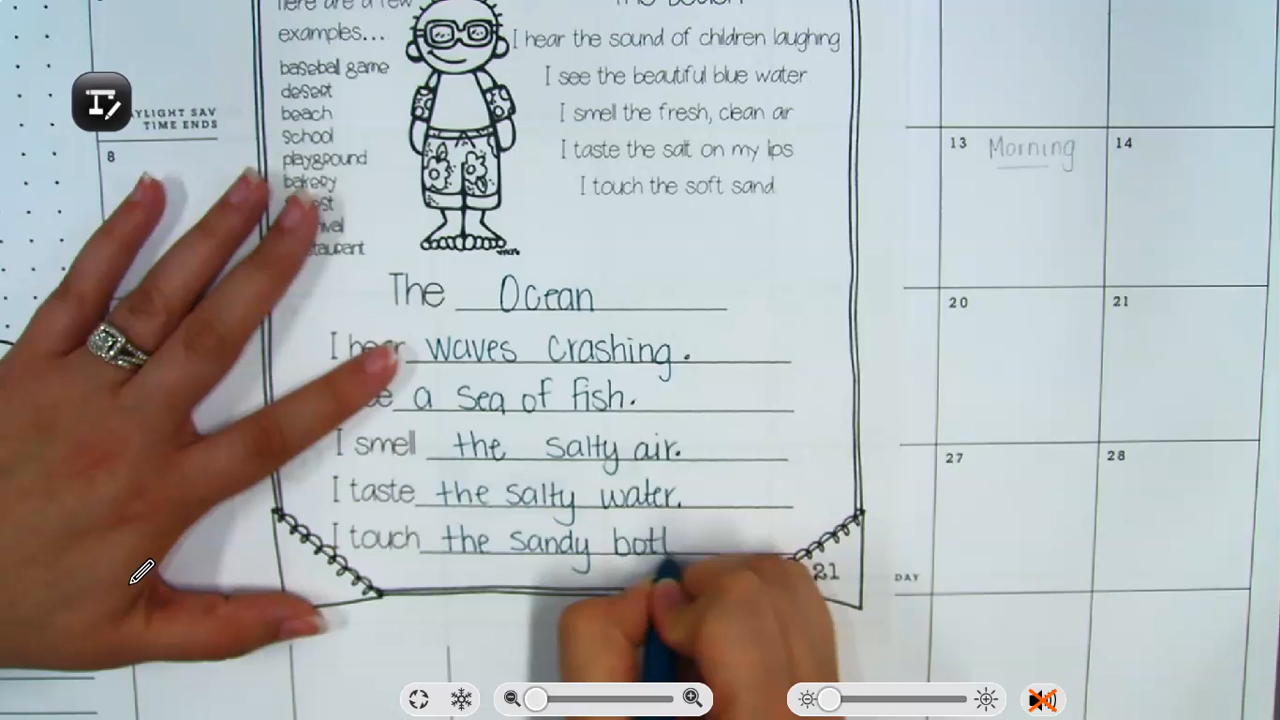 examples...
baseball game
desert
beach
school
playground
bakery
I hear the sound of children laughing
I see the beautiful blue water
I smell the fresh, clean air
I taste the salt on my lips
I touch the soft sand
The Ocean
I hear waves crashing.
a sea of fish.
I smell the salty air.
I taste the salty water.
I touch the sandy bott
21
YLIGHT SAV
TIME ENDS
8
13 Morning 14
20 21
27 28
DAY